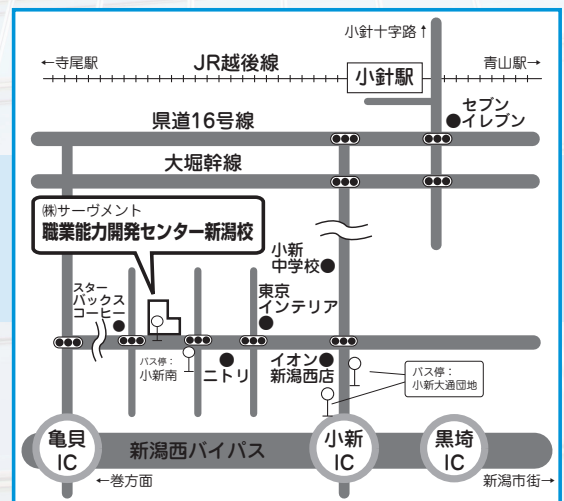 小針十字路↑
←寺尾駅
JR越後線
青山駅→
小針駅
セブン
イレブン
県道16号線
大堀幹線
㈱サーヴメント
職業能力開発センター新潟校
小新
中学校
スター
バックス
コーヒー
東京
インテリア
バス停：
小新南
ニトリ
イオン
新潟西店
バス停：
小新大通団地
亀貝
IC
新潟西バイパス
小新
IC
黒埼
IC
←巻方面
新潟市街→